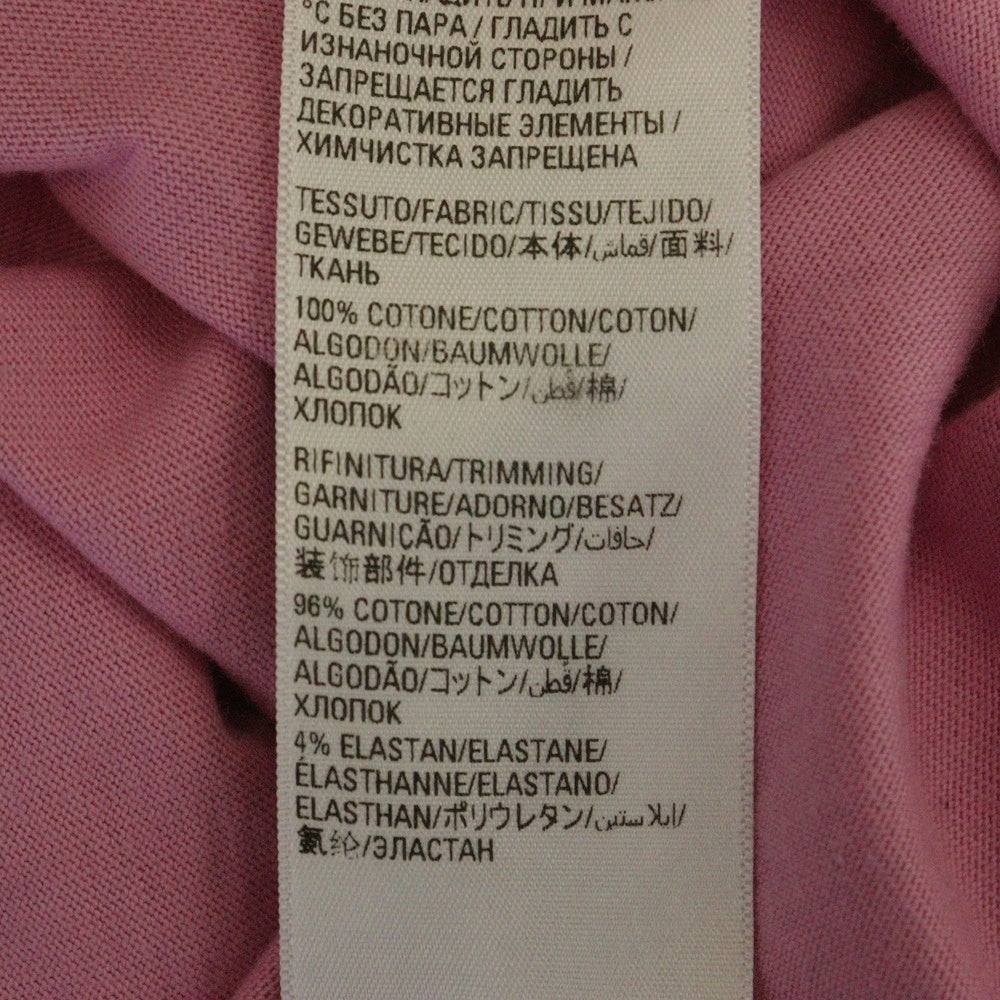 °C БЕЗ ПАРА / ГЛАДИТЬ С
ИЗНАНОЧНОЙ СТОРОНЫ /
ЗАПРЕЩАЕТСЯ ГЛАДИТЬ
ДЕКОРАТИВНЫЕ ЭЛЕМЕНТЫ /
ХИМЧИСТКА ЗАПРЕЩЕНА
TESSUTO/FABRIC/TISSU/TEJIDO/
GEWEBE/TECIDO/本体/قماش/面料/
ТКАНЬ
100% COTONE/COTTON/COTON/
ALGODON/BAUMWOLLE/
ALGODÃO/コットン/قُطن/棉/
ХЛОПОК
RIFINITURA/TRIMMING/
GARNITURE/ADORNO/BESATZ/
GUARNICÃO/トリミング/حافات/
装饰部件/ОТДЕЛКА
96% COTONE/COTTON/COTON/
ALGODON/BAUMWOLLE/
ALGODÃO/コットン/قُطن/棉/
ХЛОПОК
4% ELASTAN/ELASTANE/
ÉLASTHANNE/ELASTANO/
ELASTHAN/ポリウレタン/ايلاستين/
氨纶/ЭЛАСТАН